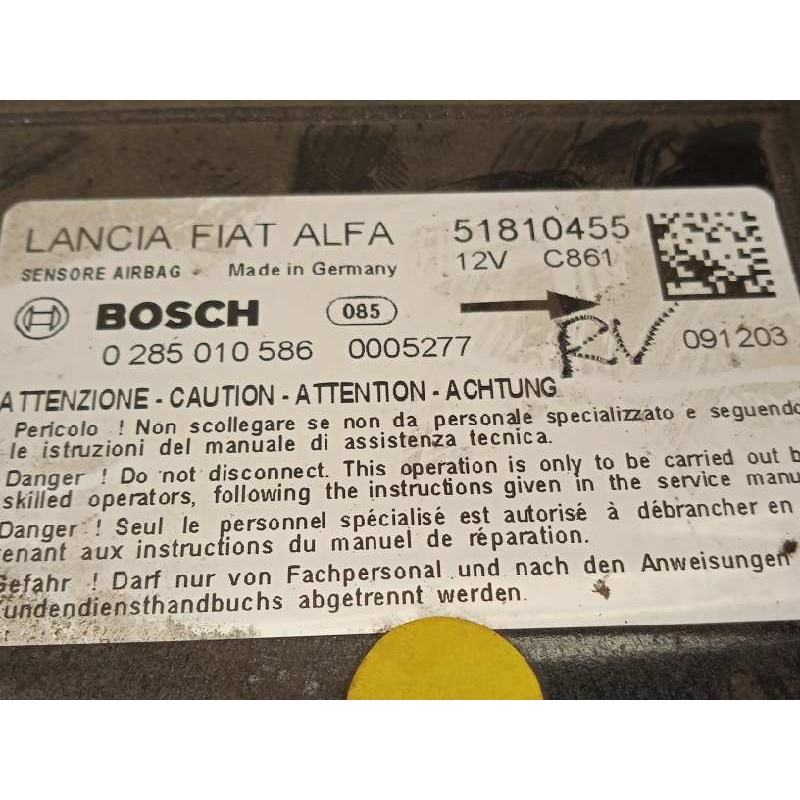 LANCIA FIAT ALFA 51810455
SENSORE AIRBAG Made in Germany 12V C861
BOSCH 085
0 285 010 586 0005277 RV 091203
ATTENZIONE - CAUTION - ATTENTION - ACHTUNG
Pericolo ! Non scollegare se non da personale specializzato e seguendo
le istruzioni del manuale di assistenza tecnica.
Danger ! Do not disconnect. This operation is only to be carried out b
skilled operators, following the instructions given in the service manu
Danger ! Seul le personnel spécialisé est autorisé à débrancher en
enant aux instructions du manuel de réparation.
Gefahr ! Darf nur von Fachpersonal und nach den Anweisungen
undendiensthandbuchs abgetrennt werden.